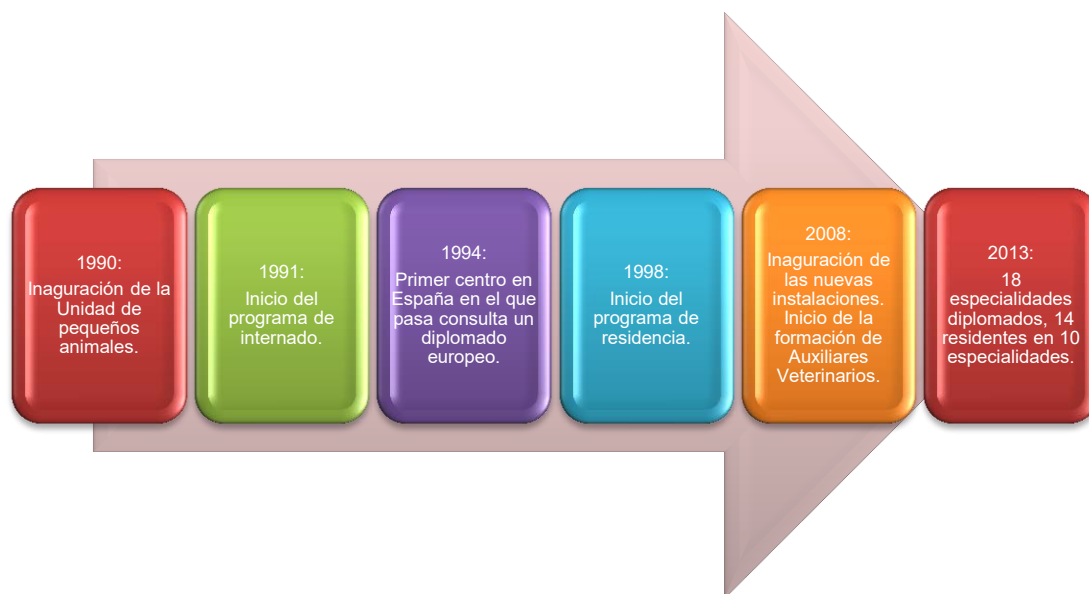 1990:
Inaguración de la
Unidad de
pequeños
animales.
1991:
Inicio del
programa de
internado.
1994:
Primer centro en
España en el que
pasa consulta un
diplomado
europeo.
1998:
Inicio del
programa de
residencia.
2008:
Inaguración de
las nuevas
instalaciones.
Inicio de la
formación de
Auxiliares
Veterinarios.
2013:
18
especialidades
diplomados, 14
residentes en 10
especialidades.